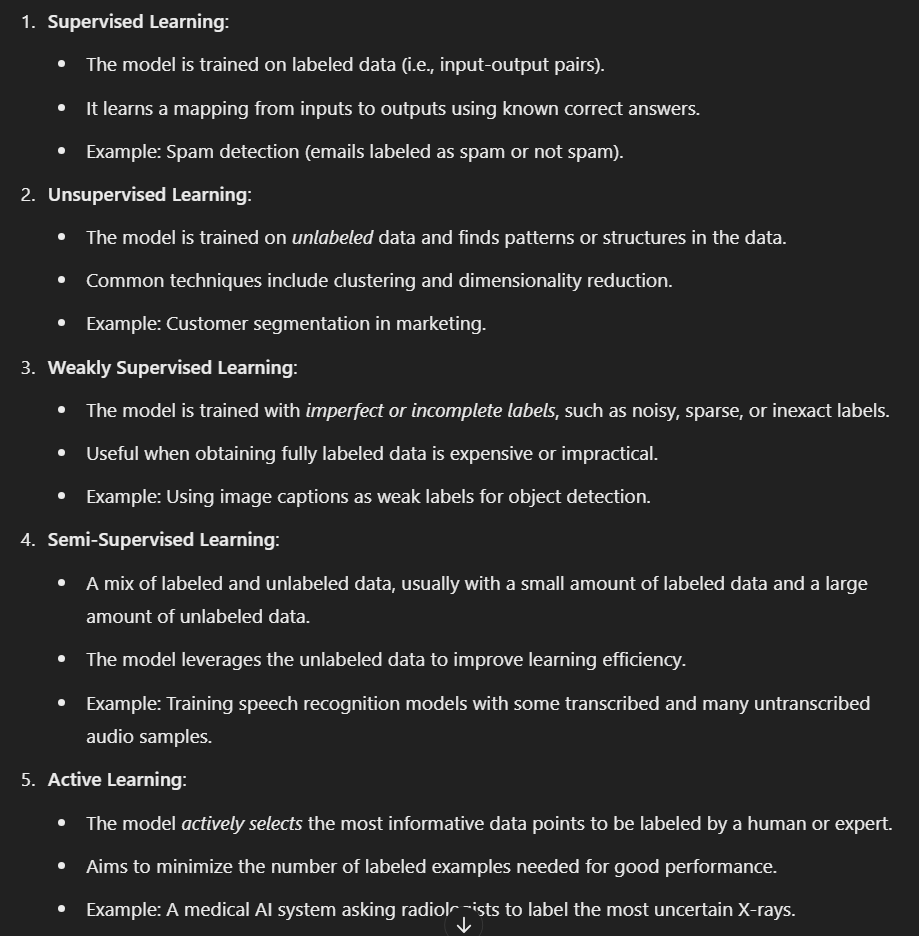 1. Supervised Learning:
• The model is trained on labeled data (i.e., input-output pairs).
• It learns a mapping from inputs to outputs using known correct answers.
• Example: Spam detection (emails labeled as spam or not spam).
2. Unsupervised Learning:
• The model is trained on unlabeled data and finds patterns or structures in the data.
• Common techniques include clustering and dimensionality reduction.
• Example: Customer segmentation in marketing.
3. Weakly Supervised Learning:
• The model is trained with imperfect or incomplete labels, such as noisy, sparse, or inexact labels.
• Useful when obtaining fully labeled data is expensive or impractical.
• Example: Using image captions as weak labels for object detection.
4. Semi-Supervised Learning:
• A mix of labeled and unlabeled data, usually with a small amount of labeled data and a large
amount of unlabeled data.
• The model leverages the unlabeled data to improve learning efficiency.
• Example: Training speech recognition models with some transcribed and many untranscribed
audio samples.
5. Active Learning:
• The model actively selects the most informative data points to be labeled by a human or expert.
• Aims to minimize the number of labeled examples needed for good performance.
• Example: A medical AI system asking radiologists to label the most uncertain X-rays.